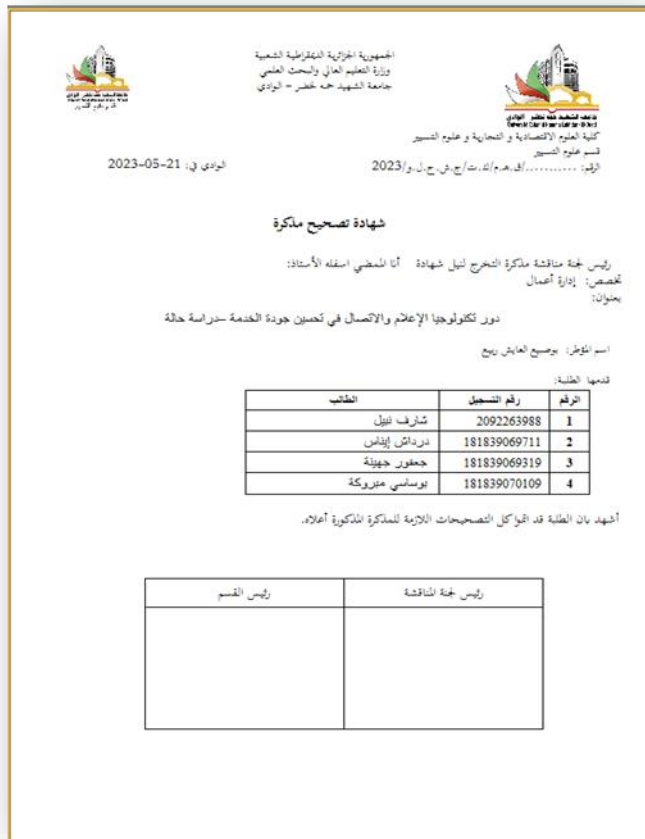 الجمهورية الجزائرية الديمقراطية الشعبية
وزارة التعليم العالي والبحث العلمي
جامعة الشهيد حمه لخضر – الوادي
كلية العلوم الاقتصادية و التجارية و علوم التسيير
قسم علوم التسيير
الرقم: ........../ق.هـ.م/ك.ت/ج.ش.ح.ل.و/2023
الوادي في: 21-05-2023
شهادة تصحيح مذكرة
رئيس لجنة مناقشة مذكرة التخرج لنيل شهادة أنا الممضي اسفله الأستاذ:
تخصص: إدارة أعمال
بعنوان:
دور تكنولوجيا الإعلام والاتصال في تحسين جودة الخدمة –دراسة حالة
اسم المؤطر: بوصبيع العايش ربيع
قدمها الطلبة:
الرقم رقم التسجيل الطالب
1 2092263988 شارف نبيل
2 181839069711 درداش إيناس
3 181839069319 جعفور جهينة
4 181839070109 بوساسي مبروكة
أشهد بان الطلبة قد اتموا كل التصحيحات اللازمة للمذكرة المذكورة أعلاه.
رئيس لجنة المناقشة رئيس القسم